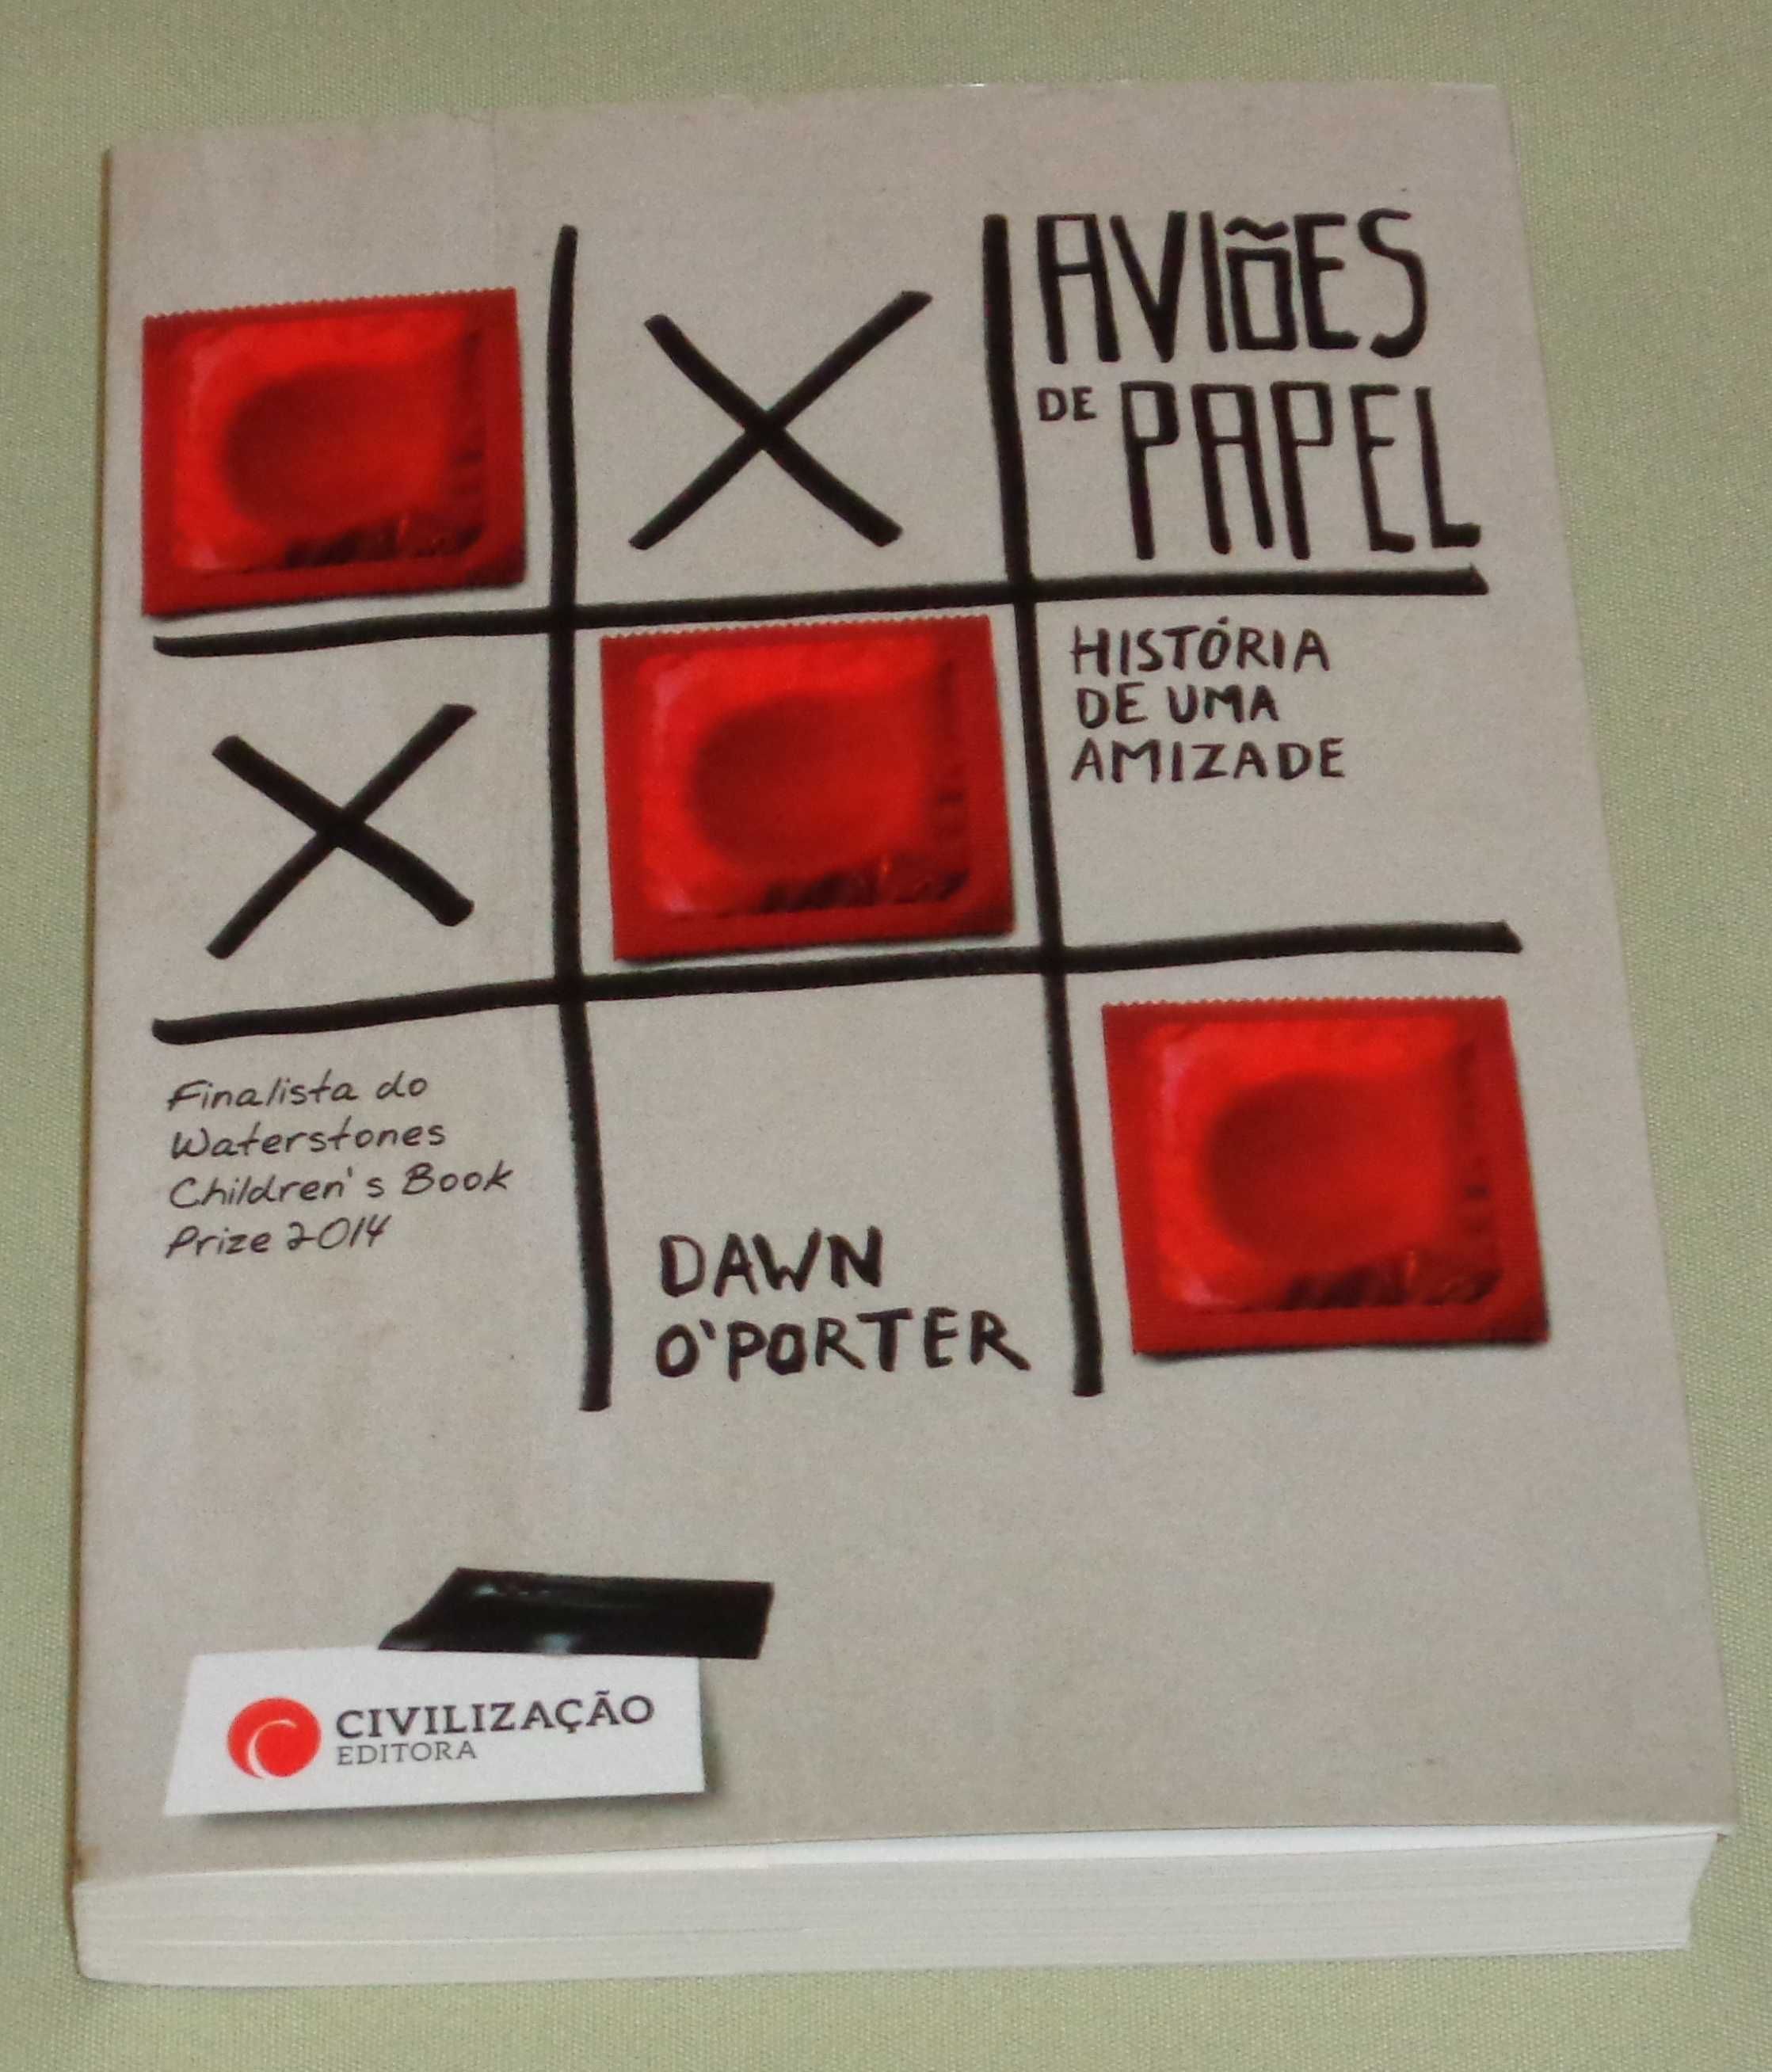 AVIÕES
DE PAPEL
HISTÓRIA
DE UMA
AMIZADE
Finalista do
Waterstones
Children's Book
Prize 2014
DAWN
O'PORTER
CIVILIZAÇÃO
EDITORA